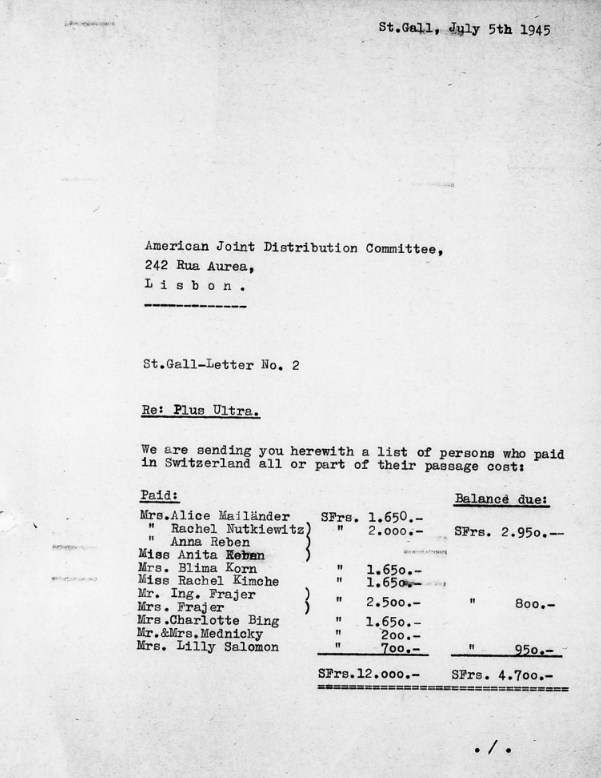 St.Gall, July 5th 1945
American Joint Distribution Committee,
242 Rua Aurea,
L i s b o n .
St.Gall-Letter No. 2
Re: Plus Ultra.
We are sending you herewith a list of persons who paid
in Switzerland all or part of their passage cost:
Paid: Balance due:
Mrs.Alice Mailänder SFrs. 1.650.-
" Rachel Nutkiewitz) " 2.000.- SFrs. 2.950.--
" Anna Reben )
Miss Anita Reben )
Mrs. Blima Korn " 1.650.-
Miss Rachel Kimche " 1.650.-
Mr. Ing. Frajer )
Mrs. Frajer ) " 2.500.- " 800.-
Mrs.Charlotte Bing " 1.650.-
Mr.&Mrs.Mednicky " 200.-
Mrs. Lilly Salomon " 700.- " 950.-
SFrs.12.000.- SFrs. 4.700.-
. / .